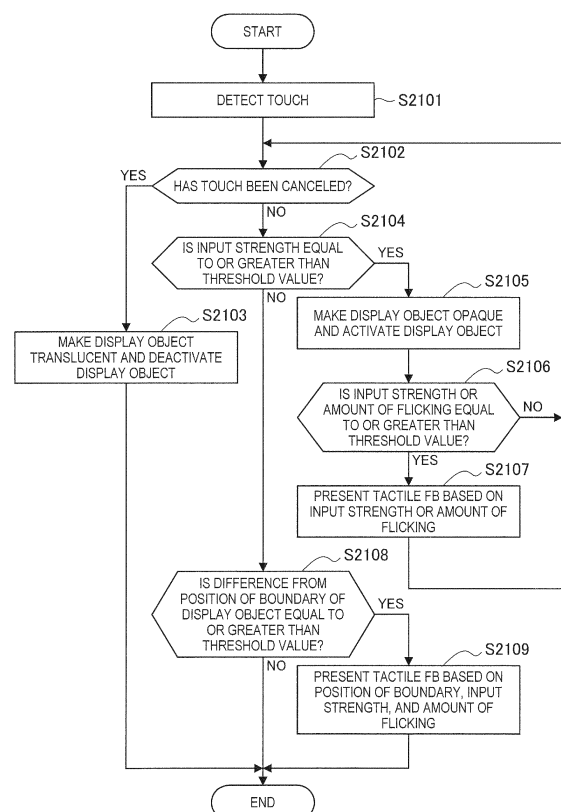 START
DETECT TOUCH
S2101
S2102
YES
HAS TOUCH BEEN CANCELED?
NO
S2104
IS INPUT STRENGTH EQUAL
TO OR GREATER THAN
THRESHOLD VALUE?
YES
NO
S2103
MAKE DISPLAY OBJECT
TRANSLUCENT AND DEACTIVATE
DISPLAY OBJECT
S2105
MAKE DISPLAY OBJECT OPAQUE
AND ACTIVATE DISPLAY OBJECT
S2106
IS INPUT STRENGTH OR
AMOUNT OF FLICKING EQUAL
TO OR GREATER THAN
THRESHOLD VALUE?
NO
YES
S2107
PRESENT TACTILE FB BASED ON
INPUT STRENGTH OR AMOUNT OF
FLICKING
S2108
IS DIFFERENCE FROM
POSITION OF BOUNDARY OF
DISPLAY OBJECT EQUAL TO
OR GREATER THAN
THRESHOLD VALUE?
YES
NO
S2109
PRESENT TACTILE FB BASED ON
POSITION OF BOUNDARY, INPUT
STRENGTH, AND AMOUNT OF
FLICKING
END